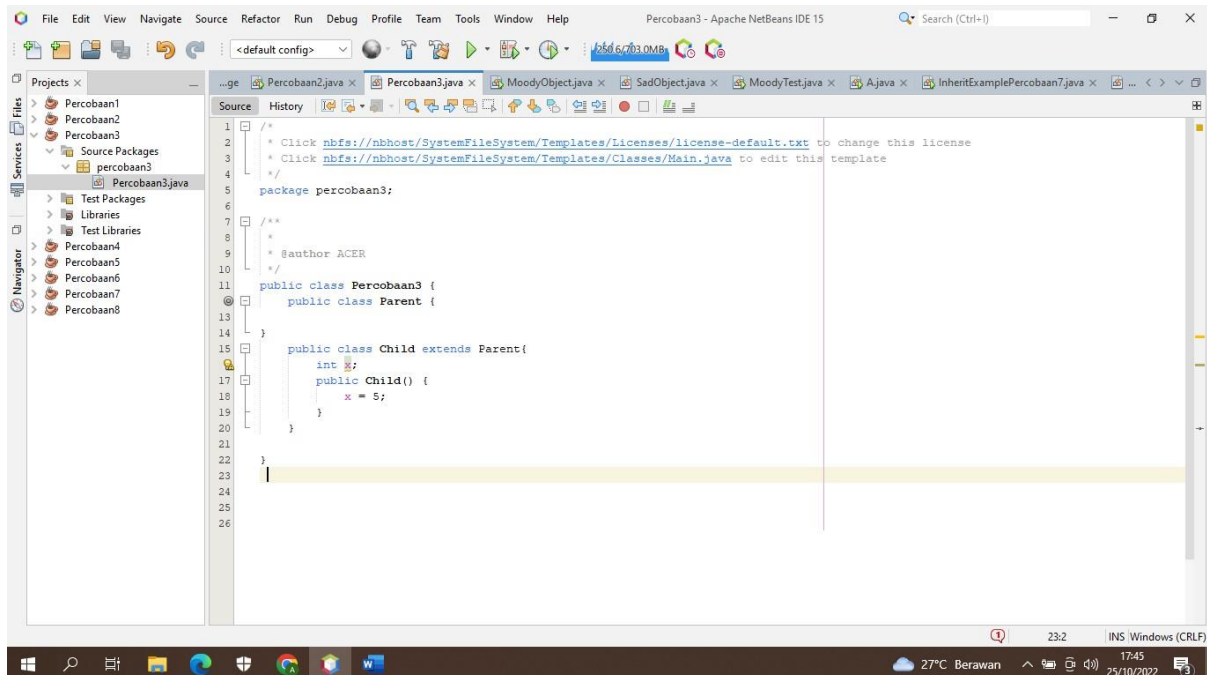 File Edit View Navigate Source Refactor Run Debug Profile Team Tools Window Help Percobaan3 - Apache NetBeans IDE 15 Search (Ctrl+I)
<default config> 250.6/703.0MB
Projects ...ge Percobaan2.java Percobaan3.java MoodyObject.java SadObject.java MoodyTest.java A.java InheritExamplePercobaan7.java ...
Files
Services
Navigator
Percobaan1
Percobaan2
Percobaan3
Source Packages
percobaan3
Percobaan3.java
Test Packages
Libraries
Test Libraries
Percobaan4
Percobaan5
Percobaan6
Percobaan7
Percobaan8
Source History
1 /*
2 * Click nbfs://nbhost/SystemFileSystem/Templates/Licenses/license-default.txt to change this license
3 * Click nbfs://nbhost/SystemFileSystem/Templates/Classes/Main.java to edit this template
4 */
5 package percobaan3;
6
7 /**
8 *
9 * @author ACER
10 */
11 public class Percobaan3 {
public class Parent {
13
14 }
15 public class Child extends Parent{
int x;
17 public Child() {
18 x = 5;
19 }
20 }
21
22 }
23
24
25
26
1 23:2 INS Windows (CRLF)
27°C Berawan 17:45
25/10/2022 3